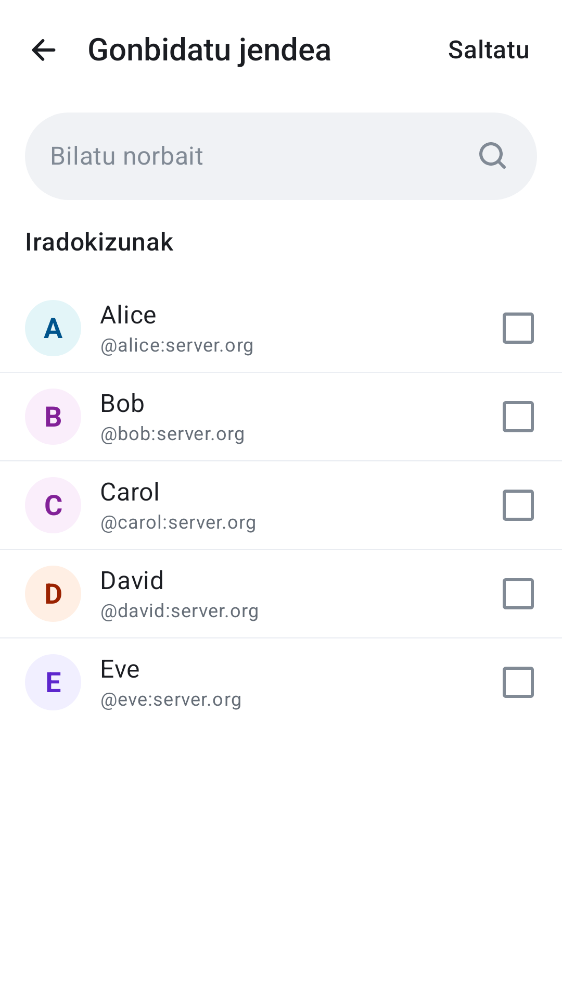 Gonbidatu jendea
Saltatu
Bilatu norbait
Iradokizunak
A
Alice
@alice:server.org
B
Bob
@bob:server.org
C
Carol
@carol:server.org
D
David
@david:server.org
E
Eve
@eve:server.org